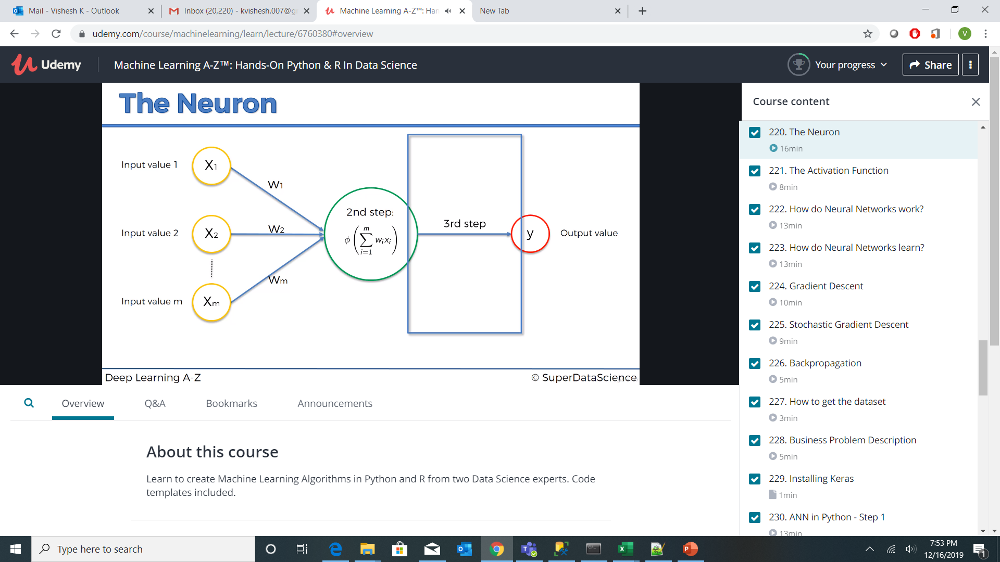 Mail - Vishesh K - Outlook
Inbox (20,220) - kvishesh.007@g
Machine Learning A-Z™: Han
New Tab
udemy.com/course/machinelearning/learn/lecture/6760380#overview
V
Udemy
Machine Learning A-Z™: Hands-On Python & R In Data Science
Your progress
Share
The Neuron
Input value 1
X1
W1
Input value 2
X2
W2
2nd step:
ϕ(∑ᵢ₌₁ᵐ wᵢxᵢ)
3rd step
y
Output value
Input value m
Xm
Wm
Deep Learning A-Z
© SuperDataScience
Course content
220. The Neuron
16min
221. The Activation Function
8min
222. How do Neural Networks work?
13min
223. How do Neural Networks learn?
13min
224. Gradient Descent
10min
225. Stochastic Gradient Descent
9min
226. Backpropagation
5min
227. How to get the dataset
3min
228. Business Problem Description
5min
229. Installing Keras
1min
230. ANN in Python - Step 1
13min
Overview
Q&A
Bookmarks
Announcements
About this course
Learn to create Machine Learning Algorithms in Python and R from two Data Science experts. Code
templates included.
Type here to search
7:53 PM
12/16/2019
1